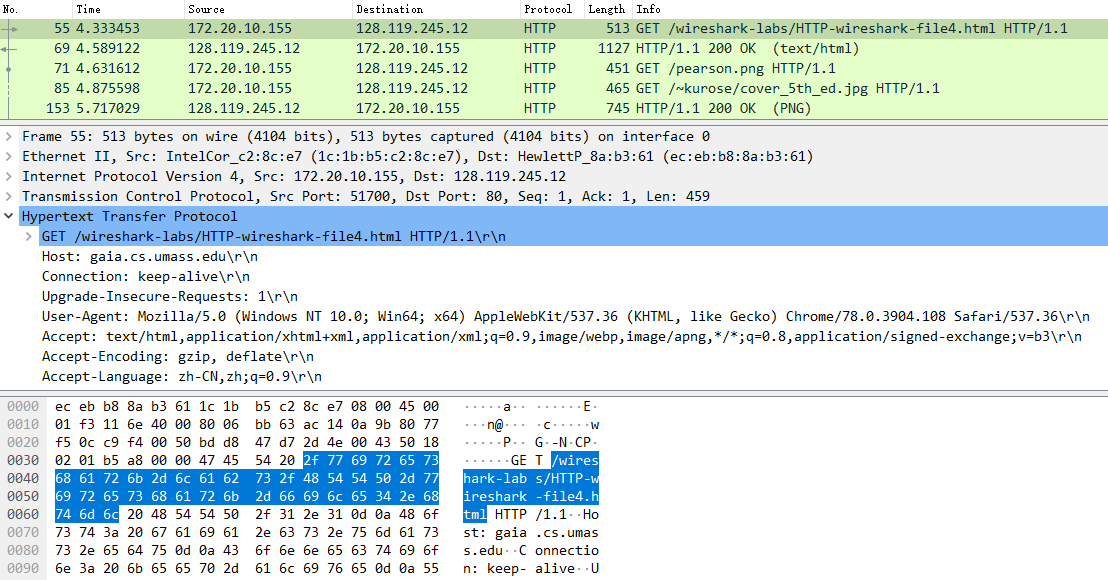 No. Time Source Destination Protocol Length Info
55 4.333453 172.20.10.155 128.119.245.12 HTTP 513 GET /wireshark-labs/HTTP-wireshark-file4.html HTTP/1.1
69 4.589122 128.119.245.12 172.20.10.155 HTTP 1127 HTTP/1.1 200 OK  (text/html)
71 4.631612 172.20.10.155 128.119.245.12 HTTP 451 GET /pearson.png HTTP/1.1
85 4.875598 172.20.10.155 128.119.245.12 HTTP 465 GET /~kurose/cover_5th_ed.jpg HTTP/1.1
153 5.717029 128.119.245.12 172.20.10.155 HTTP 745 HTTP/1.1 200 OK  (PNG)
Frame 55: 513 bytes on wire (4104 bits), 513 bytes captured (4104 bits) on interface 0
Ethernet II, Src: IntelCor_c2:8c:e7 (1c:1b:b5:c2:8c:e7), Dst: HewlettP_8a:b3:61 (ec:eb:b8:8a:b3:61)
Internet Protocol Version 4, Src: 172.20.10.155, Dst: 128.119.245.12
Transmission Control Protocol, Src Port: 51700, Dst Port: 80, Seq: 1, Ack: 1, Len: 459
Hypertext Transfer Protocol
GET /wireshark-labs/HTTP-wireshark-file4.html HTTP/1.1\r\n
Host: gaia.cs.umass.edu\r\n
Connection: keep-alive\r\n
Upgrade-Insecure-Requests: 1\r\n
User-Agent: Mozilla/5.0 (Windows NT 10.0; Win64; x64) AppleWebKit/537.36 (KHTML, like Gecko) Chrome/78.0.3904.108 Safari/537.36\r\n
Accept: text/html,application/xhtml+xml,application/xml;q=0.9,image/webp,image/apng,*/*;q=0.8,application/signed-exchange;v=b3\r\n
Accept-Encoding: gzip, deflate\r\n
Accept-Language: zh-CN,zh;q=0.9\r\n
0000 ec eb b8 8a b3 61 1c 1b b5 c2 8c e7 08 00 45 00 ·····a·· ······E·
0010 01 f3 11 6e 40 00 80 06 bb 63 ac 14 0a 9b 80 77 ···n@··· ·c·····w
0020 f5 0c c9 f4 00 50 bd d8 47 d7 2d 4e 00 43 50 18 ·····P·· G·-N·CP·
0030 02 01 b5 a8 00 00 47 45 54 20 2f 77 69 72 65 73 ······GE T /wires
0040 68 61 72 6b 2d 6c 61 62 73 2f 48 54 54 50 2d 77 hark-lab s/HTTP-w
0050 69 72 65 73 68 61 72 6b 2d 66 69 6c 65 34 2e 68 ireshark -file4.h
0060 74 6d 6c 20 48 54 54 50 2f 31 2e 31 0d 0a 48 6f tml HTTP /1.1··Ho
0070 73 74 3a 20 67 61 69 61 2e 63 73 2e 75 6d 61 73 st: gaia .cs.umas
0080 73 2e 65 64 75 0d 0a 43 6f 6e 6e 65 63 74 69 6f s.edu··C onnectio
0090 6e 3a 20 6b 65 65 70 2d 61 6c 69 76 65 0d 0a 55 n: keep- alive··U